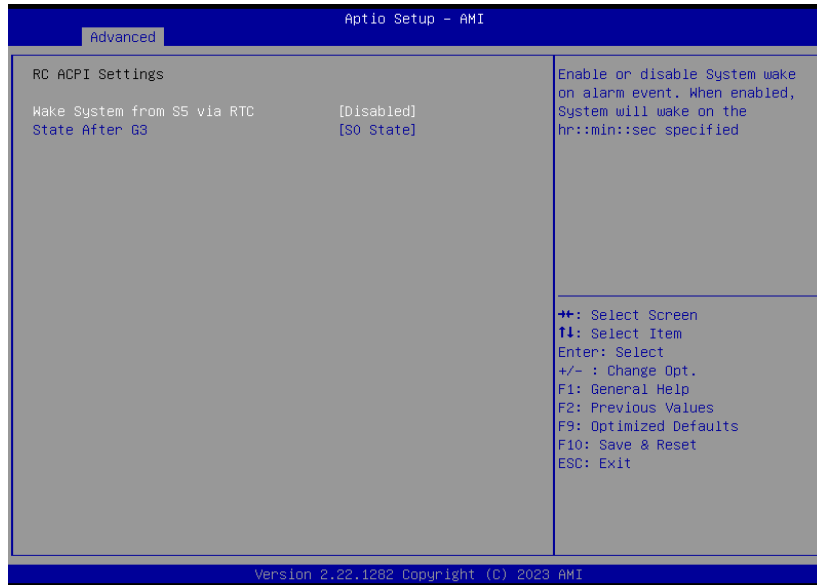 Aptio Setup – AMI
Advanced
RC ACPI Settings
Wake System from S5 via RTC [Disabled]
State After G3 [S0 State]
Enable or disable System wake
on alarm event. When enabled,
System will wake on the
hr::min::sec specified
→←: Select Screen
↑↓: Select Item
Enter: Select
+/- : Change Opt.
F1: General Help
F2: Previous Values
F9: Optimized Defaults
F10: Save & Reset
ESC: Exit
Version 2.22.1282 Copyright (C) 2023 AMI